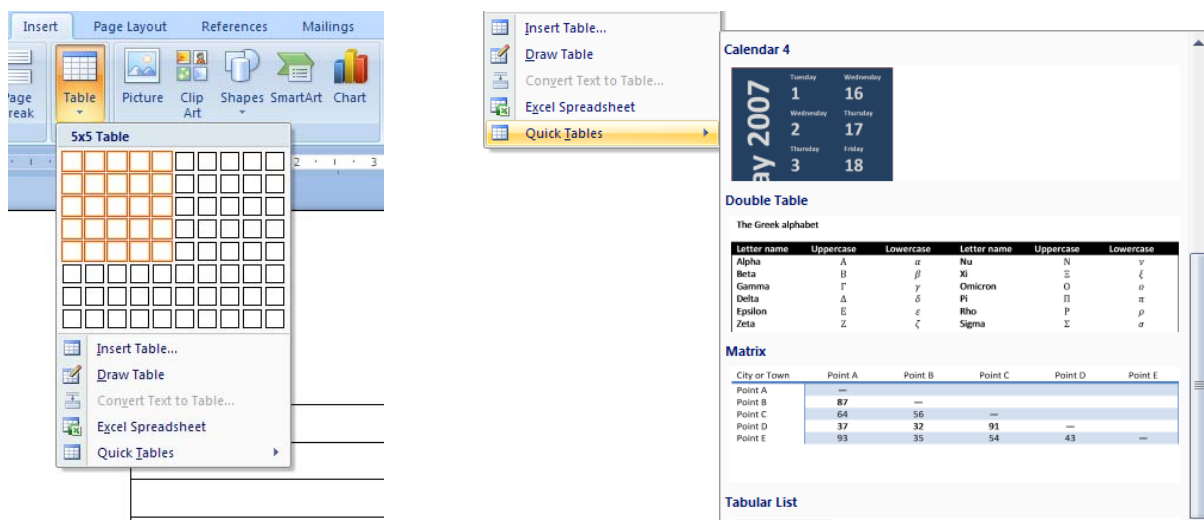 Insert Page Layout References Mailings
Table Picture Clip Art Shapes SmartArt Chart
reak
5x5 Table
2 1 3
Insert Table...
Draw Table
Convert Text to Table...
Excel Spreadsheet
Quick Tables
Insert Table...
Draw Table
Convert Text to Table...
Excel Spreadsheet
Quick Tables
Calendar 4
ay 2007
Tuesday Wednesday
1 16
Wednesday Thursday
2 17
Thursday Friday
3 18
Double Table
The Greek alphabet
Letter name Uppercase Lowercase Letter name Uppercase Lowercase
Alpha Α α Nu Ν ν
Beta Β β Xi Ξ ξ
Gamma Γ γ Omicron Ο ο
Delta Δ δ Pi Π π
Epsilon Ε ε Rho Ρ ρ
Zeta Ζ ζ Sigma Σ σ
Matrix
City or Town Point A Point B Point C Point D Point E
Point A —
Point B 87 —
Point C 64 56 —
Point D 37 32 91 —
Point E 93 35 54 43 —
Tabular List